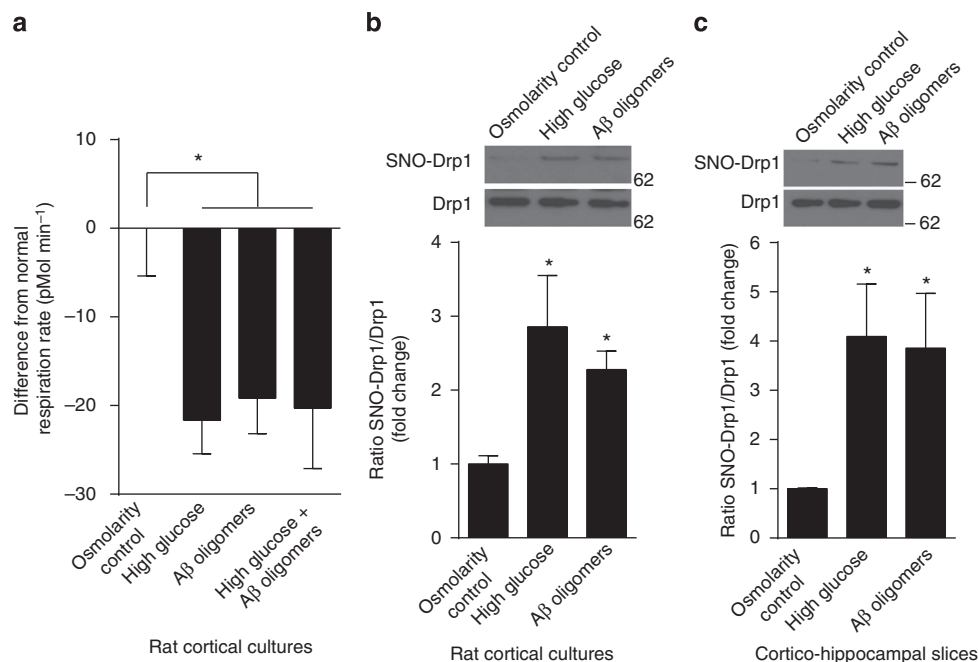 a
10
0
–10
–20
–30
Difference from normal
respiration rate (pMol min–1)
*
Osmolarity
control
High glucose
Aβ oligomers
High glucose +
Aβ oligomers
Rat cortical cultures
b
Osmolarity control
High glucose
Aβ oligomers
SNO-Drp1
62
Drp1
62
4
3
2
1
0
Ratio SNO-Drp1/Drp1
(fold change)
*
*
Osmolarity
control
High glucose
Aβ oligomers
Rat cortical cultures
c
Osmolarity control
High glucose
Aβ oligomers
SNO-Drp1
– 62
Drp1
– 62
6
5
4
3
2
1
0
Ratio SNO-Drp1/Drp1 (fold change)
*
*
Osmolarity
control
High glucose
Aβ oligomers
Cortico-hippocampal slices